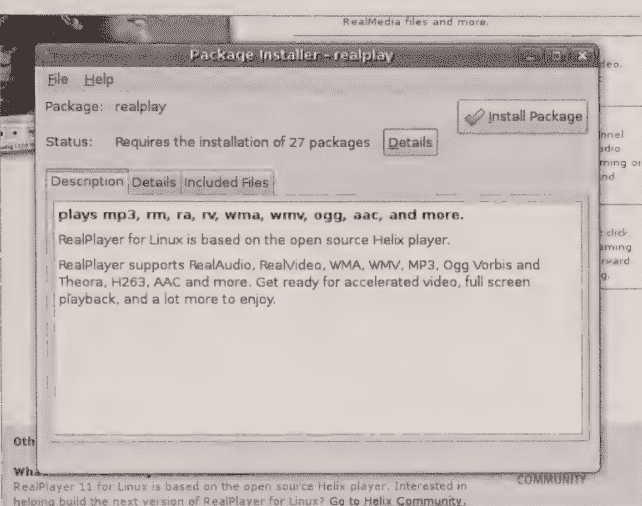 RealMedia files and more.
Package Installer - realplay
File Help
Package: realplay
Install Package
Status: Requires the installation of 27 packages Details
Description Details Included Files
plays mp3, rm, ra, rv, wma, wmv, ogg, aac, and more.
RealPlayer for Linux is based on the open source Helix player.
RealPlayer supports RealAudio, RealVideo, WMA, WMV, MP3, Ogg Vorbis and
Theora, H263, AAC and more. Get ready for accelerated video, full screen
playback, and a lot more to enjoy.
click
Oth
COMMUNITY
RealPlayer 11 for Linux is based on the open source Helix player. Interested in
helping build the next version of RealPlayer for Linux? Go to Helix Community.